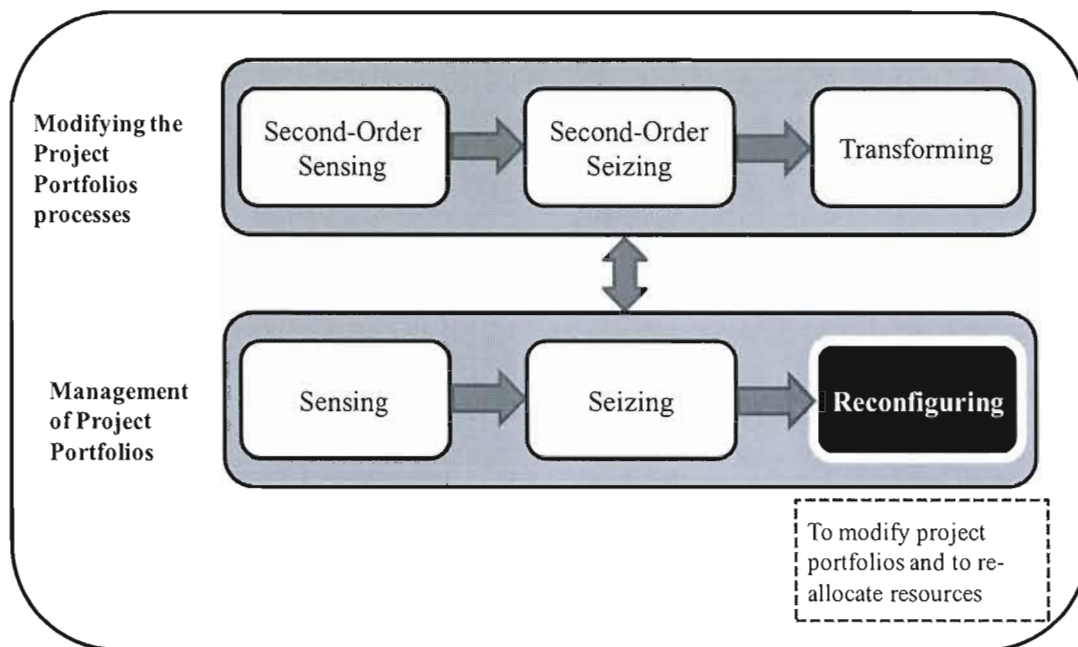 Modifying the
Project
Portfolios
processes
Second-Order
Sensing
Second-Order
Seizing
Transforming
Management
of Project
Portfolios
Sensing
Seizing
Reconfiguring
To modify project
portfolios and to re-
allocate resources